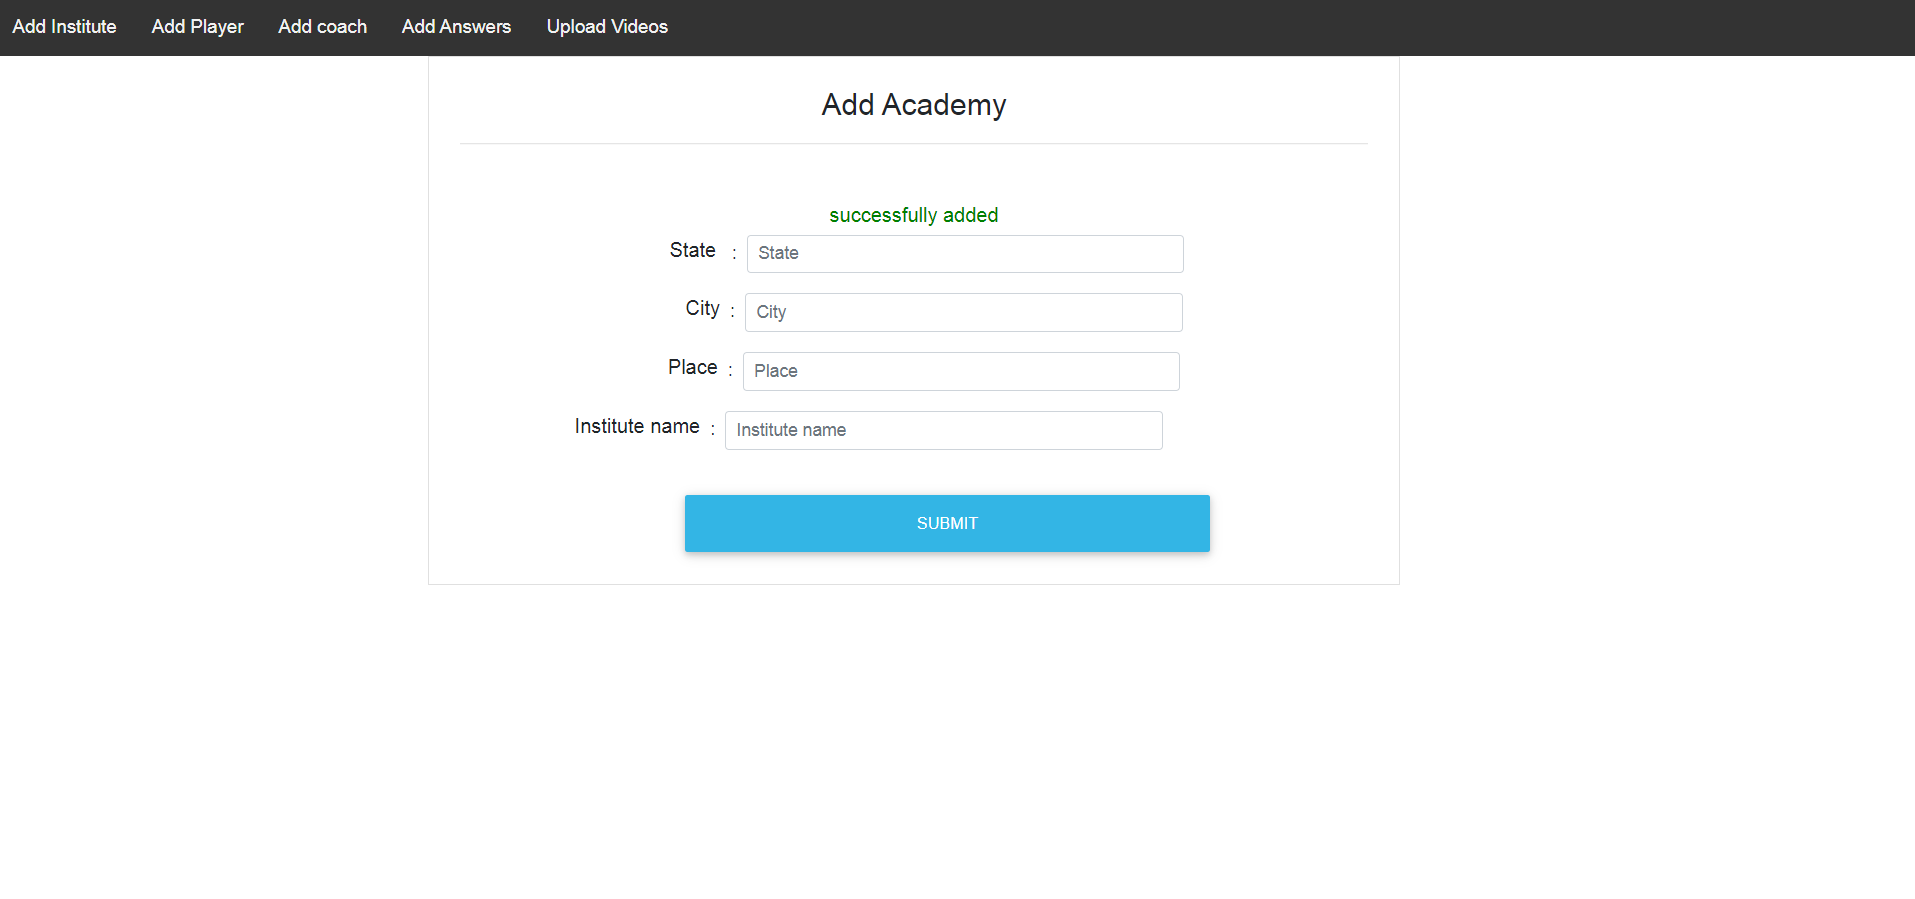 Add Institute Add Player Add coach Add Answers Upload Videos
Add Academy
successfully added
State : State
City : City
Place : Place
Institute name : Institute name
SUBMIT